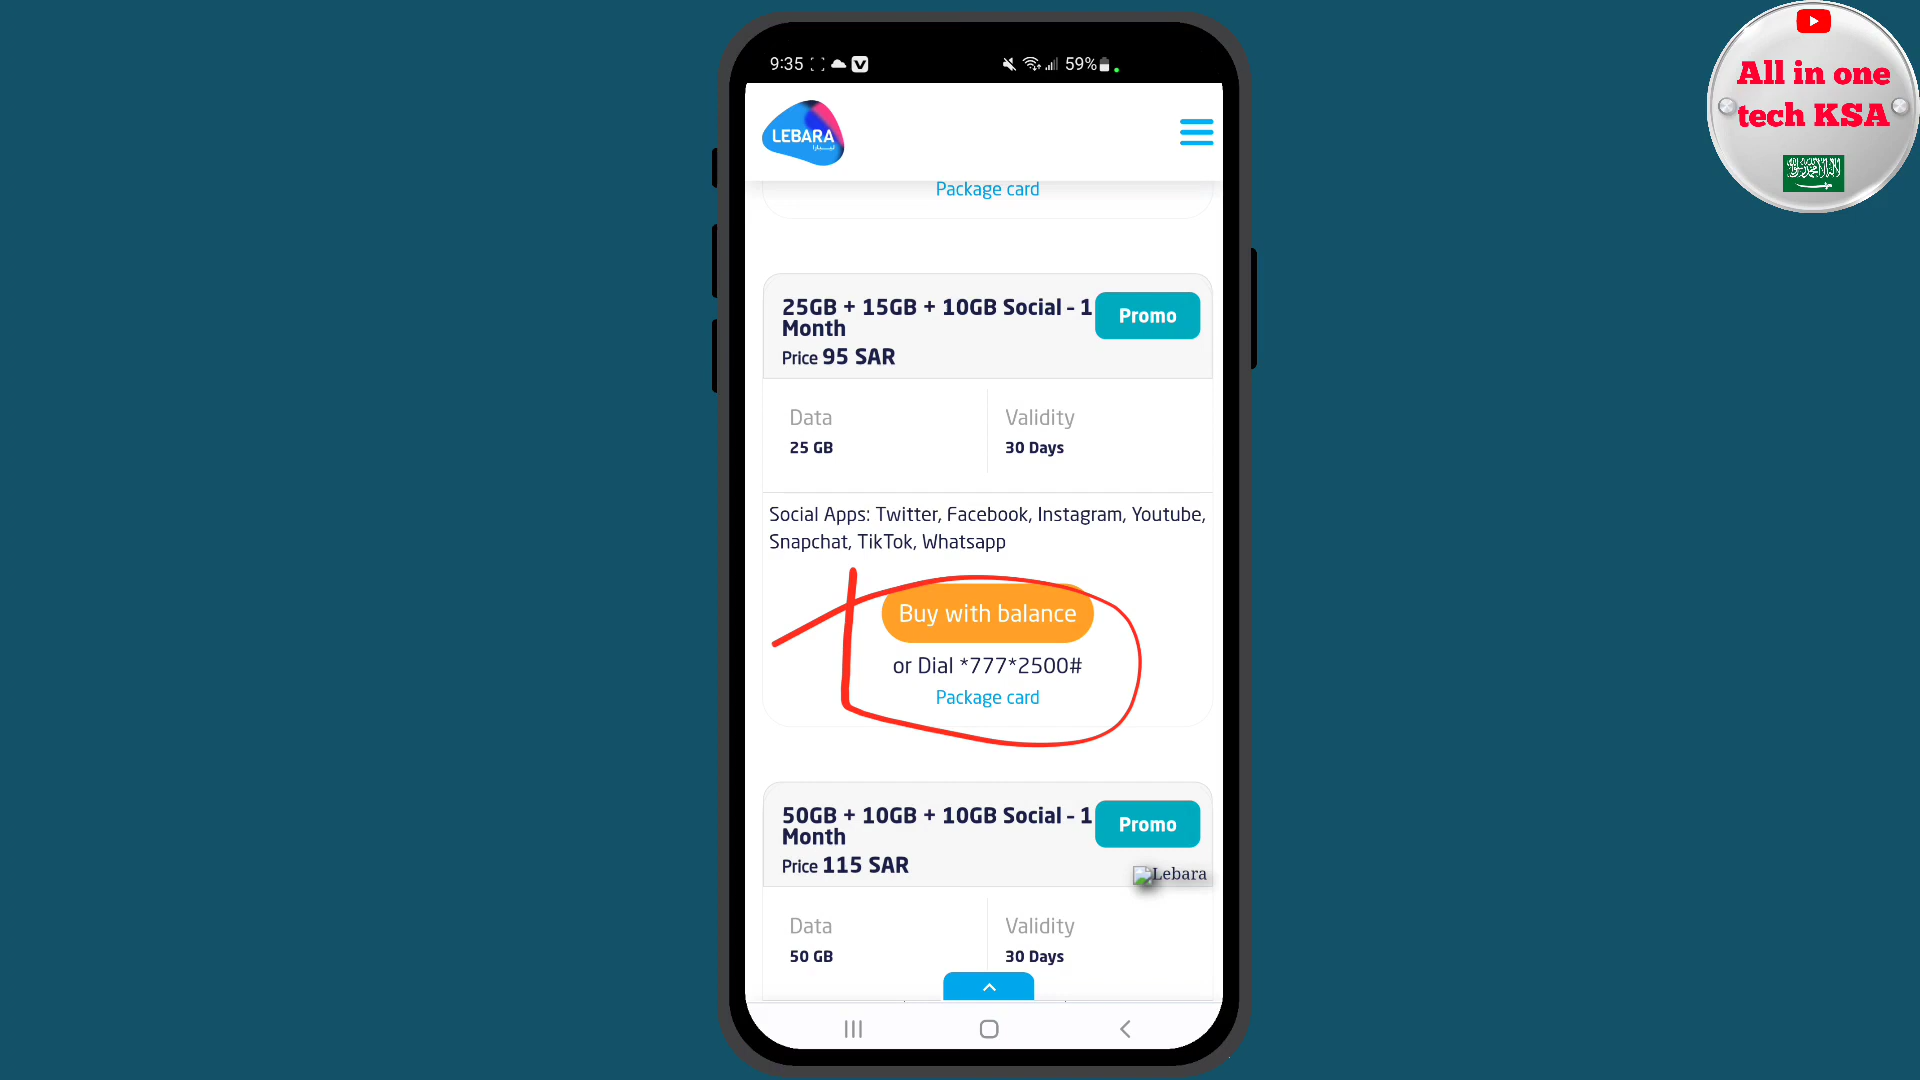 9:35
59%
All in one
tech KSA
LEBARA
ليبارا
Package card
25GB + 15GB + 10GB Social - 1
Month
Promo
Price 95 SAR
Data
Validity
25 GB
30 Days
Social Apps: Twitter, Facebook, Instagram, Youtube,
Snapchat, TikTok, Whatsapp
Buy with balance
or Dial *777*2500#
Package card
50GB + 10GB + 10GB Social - 1
Month
Promo
Price 115 SAR
Lebara
Data
Validity
50 GB
30 Days